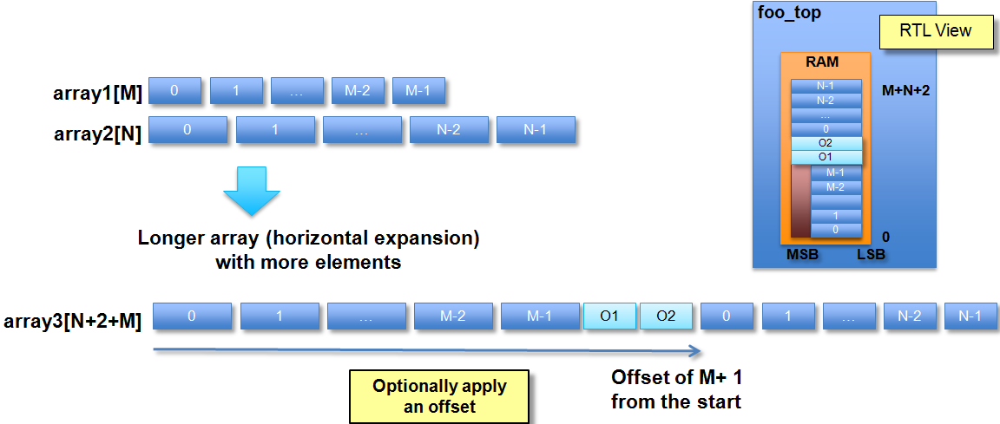 foo_top
RTL View
RAM
N-1
N-2
...
0
O2
O1
M-1
M-2
1
0
M+N+2
0
MSB LSB
array1[M] 0 1 ... M-2 M-1
array2[N] 0 1 ... N-2 N-1
Longer array (horizontal expansion)
with more elements
array3[N+2+M] 0 1 ... M-2 M-1 O1 O2 0 1 ... N-2 N-1
Optionally apply
an offset
Offset of M+ 1
from the start